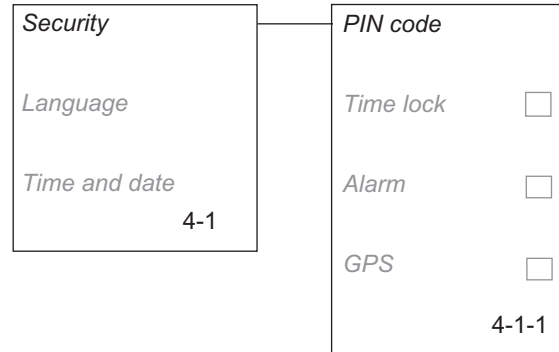 Security
Language
Time and date
4-1
PIN code
Time lock
Alarm
GPS
4-1-1